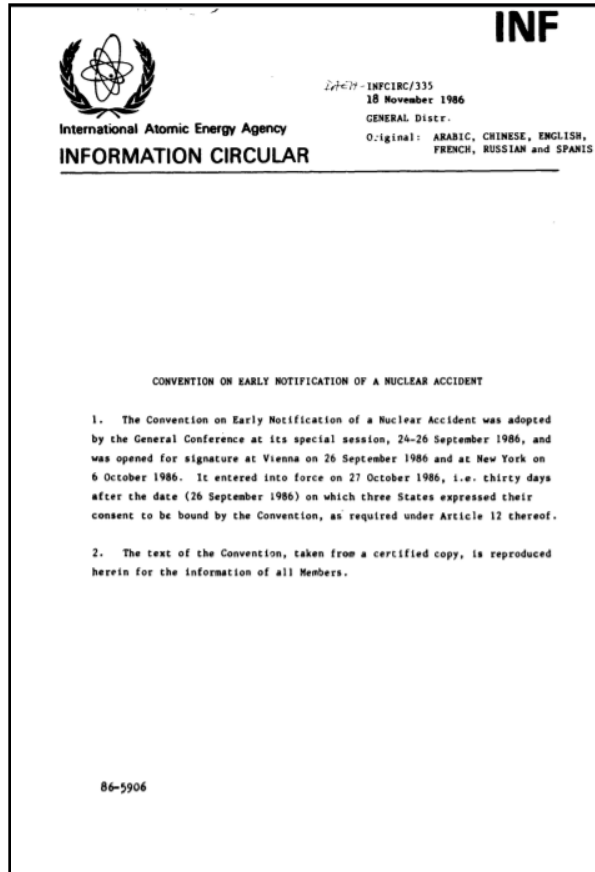 INF
INFCIRC/335
18 November 1986
GENERAL Distr.
International Atomic Energy Agency
INFORMATION CIRCULAR
Original: ARABIC, CHINESE, ENGLISH,
FRENCH, RUSSIAN and SPANIS
CONVENTION ON EARLY NOTIFICATION OF A NUCLEAR ACCIDENT
1. The Convention on Early Notification of a Nuclear Accident was adopted
by the General Conference at its special session, 24-26 September 1986, and
was opened for signature at Vienna on 26 September 1986 and at New York on
6 October 1986. It entered into force on 27 October 1986, i.e. thirty days
after the date (26 September 1986) on which three States expressed their
consent to be bound by the Convention, as required under Article 12 thereof.
2. The text of the Convention, taken from a certified copy, is reproduced
herein for the information of all Members.
86-5906